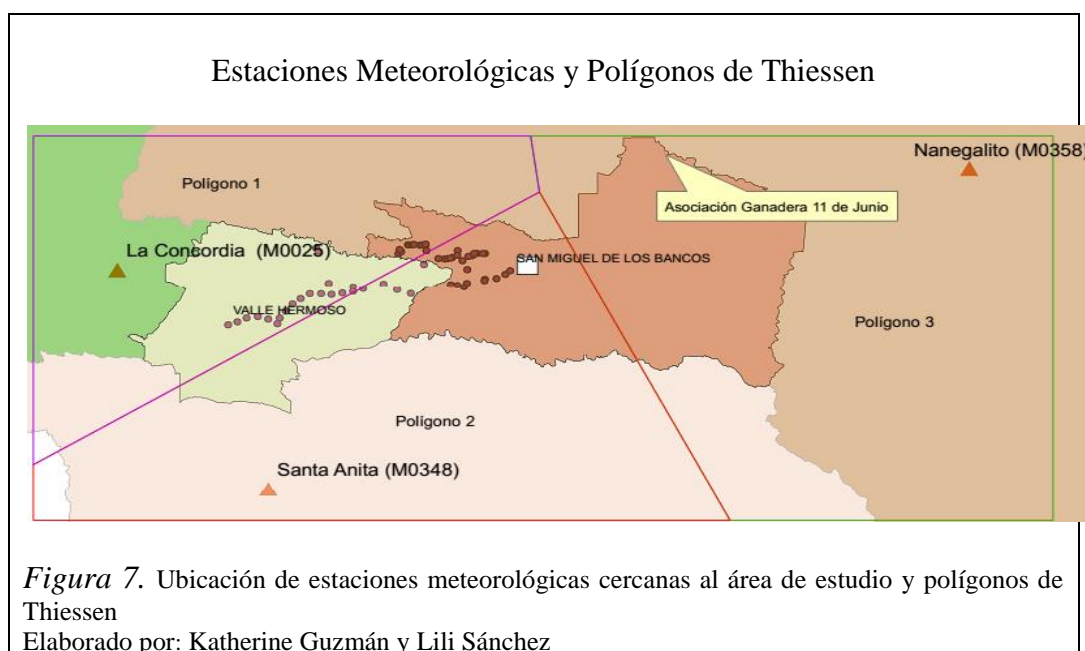 Estaciones Meteorológicas y Polígonos de Thiessen
Nanegalito (M0358)
Polígono 1
Asociación Ganadera 11 de Junio
La Concordia (M0025)
SAN MIGUEL DE LOS BANCOS
VALLE HERMOSO
Polígono 3
Polígono 2
Santa Anita (M0348)
Figura 7. Ubicación de estaciones meteorológicas cercanas al área de estudio y polígonos de
Thiessen
Elaborado por: Katherine Guzmán y Lili Sánchez